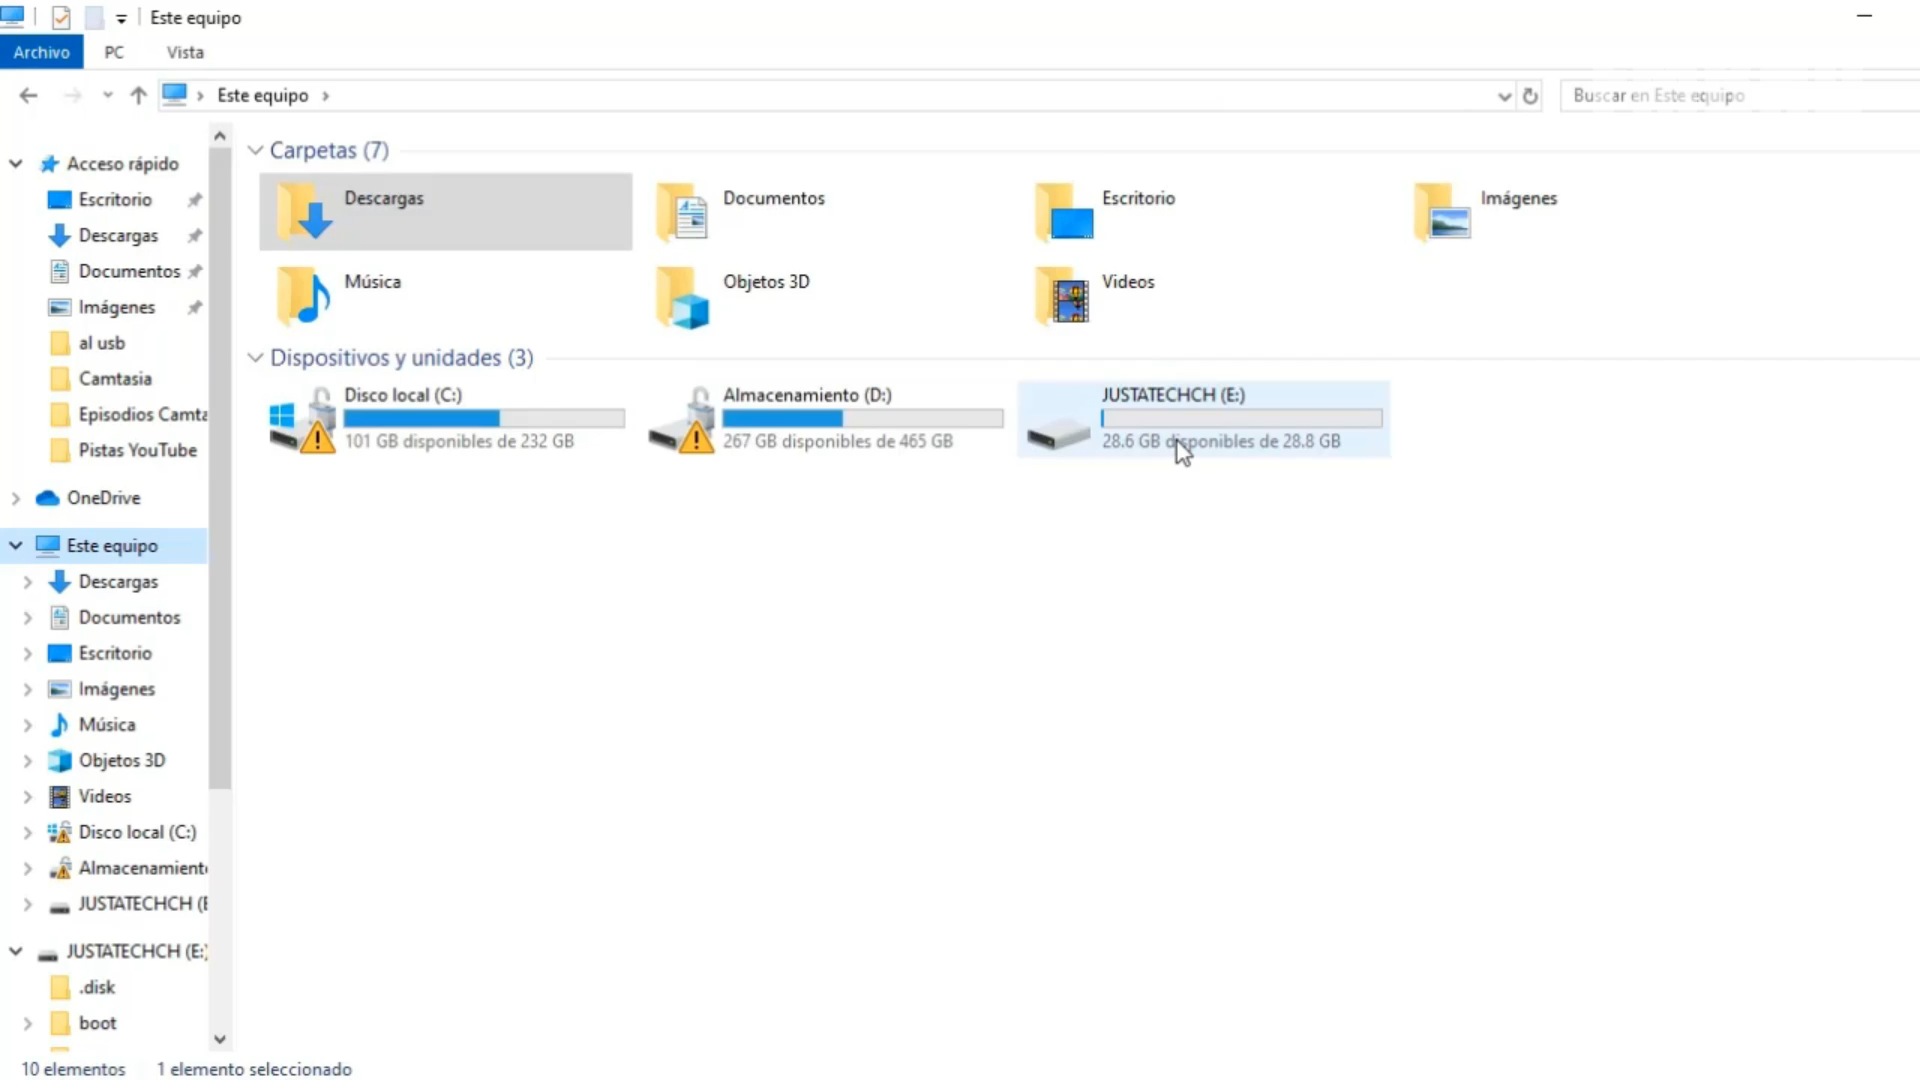 Este equipo
Archivo
PC
Vista
Este equipo
Buscar en Este equipo
Acceso rápido
Escritorio
Descargas
Documentos
Imágenes
al usb
Camtasia
Episodios Camta
Pistas YouTube
OneDrive
Este equipo
Descargas
Documentos
Escritorio
Imágenes
Música
Objetos 3D
Videos
Disco local (C:)
Almacenamient
JUSTATECHCH (E
JUSTATECHCH (E:)
.disk
boot
Carpetas (7)
Descargas
Documentos
Escritorio
Imágenes
Música
Objetos 3D
Videos
Dispositivos y unidades (3)
Disco local (C:)
101 GB disponibles de 232 GB
Almacenamiento (D:)
267 GB disponibles de 465 GB
JUSTATECHCH (E:)
28.6 GB disponibles de 28.8 GB
10 elementos
1 elemento seleccionado